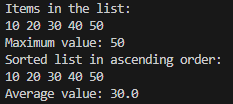 Items in the list:
10 20 30 40 50
Maximum value: 50
Sorted list in ascending order:
10 20 30 40 50
Average value: 30.0